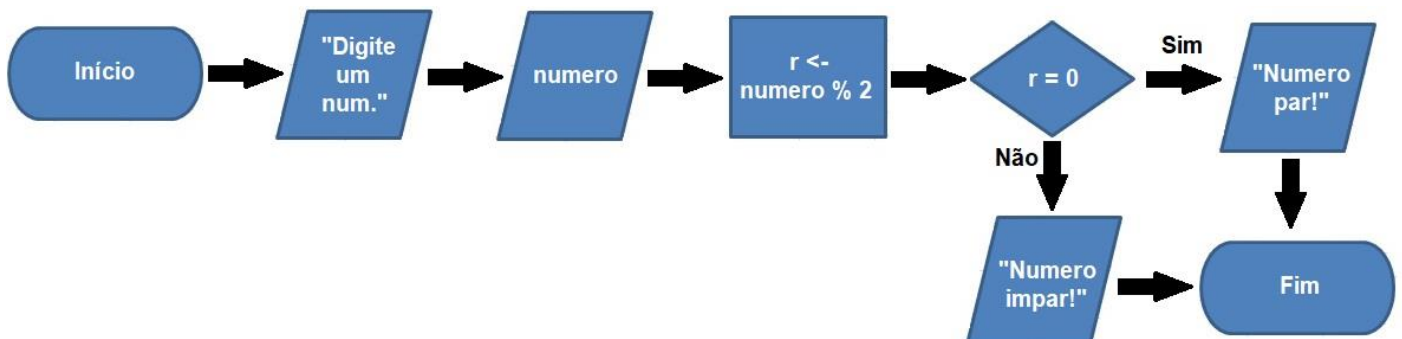 Início
"Digite
um
num."
numero
r <-
numero % 2
r = 0
Sim
"Numero
par!"
Não
"Numero
impar!"
Fim